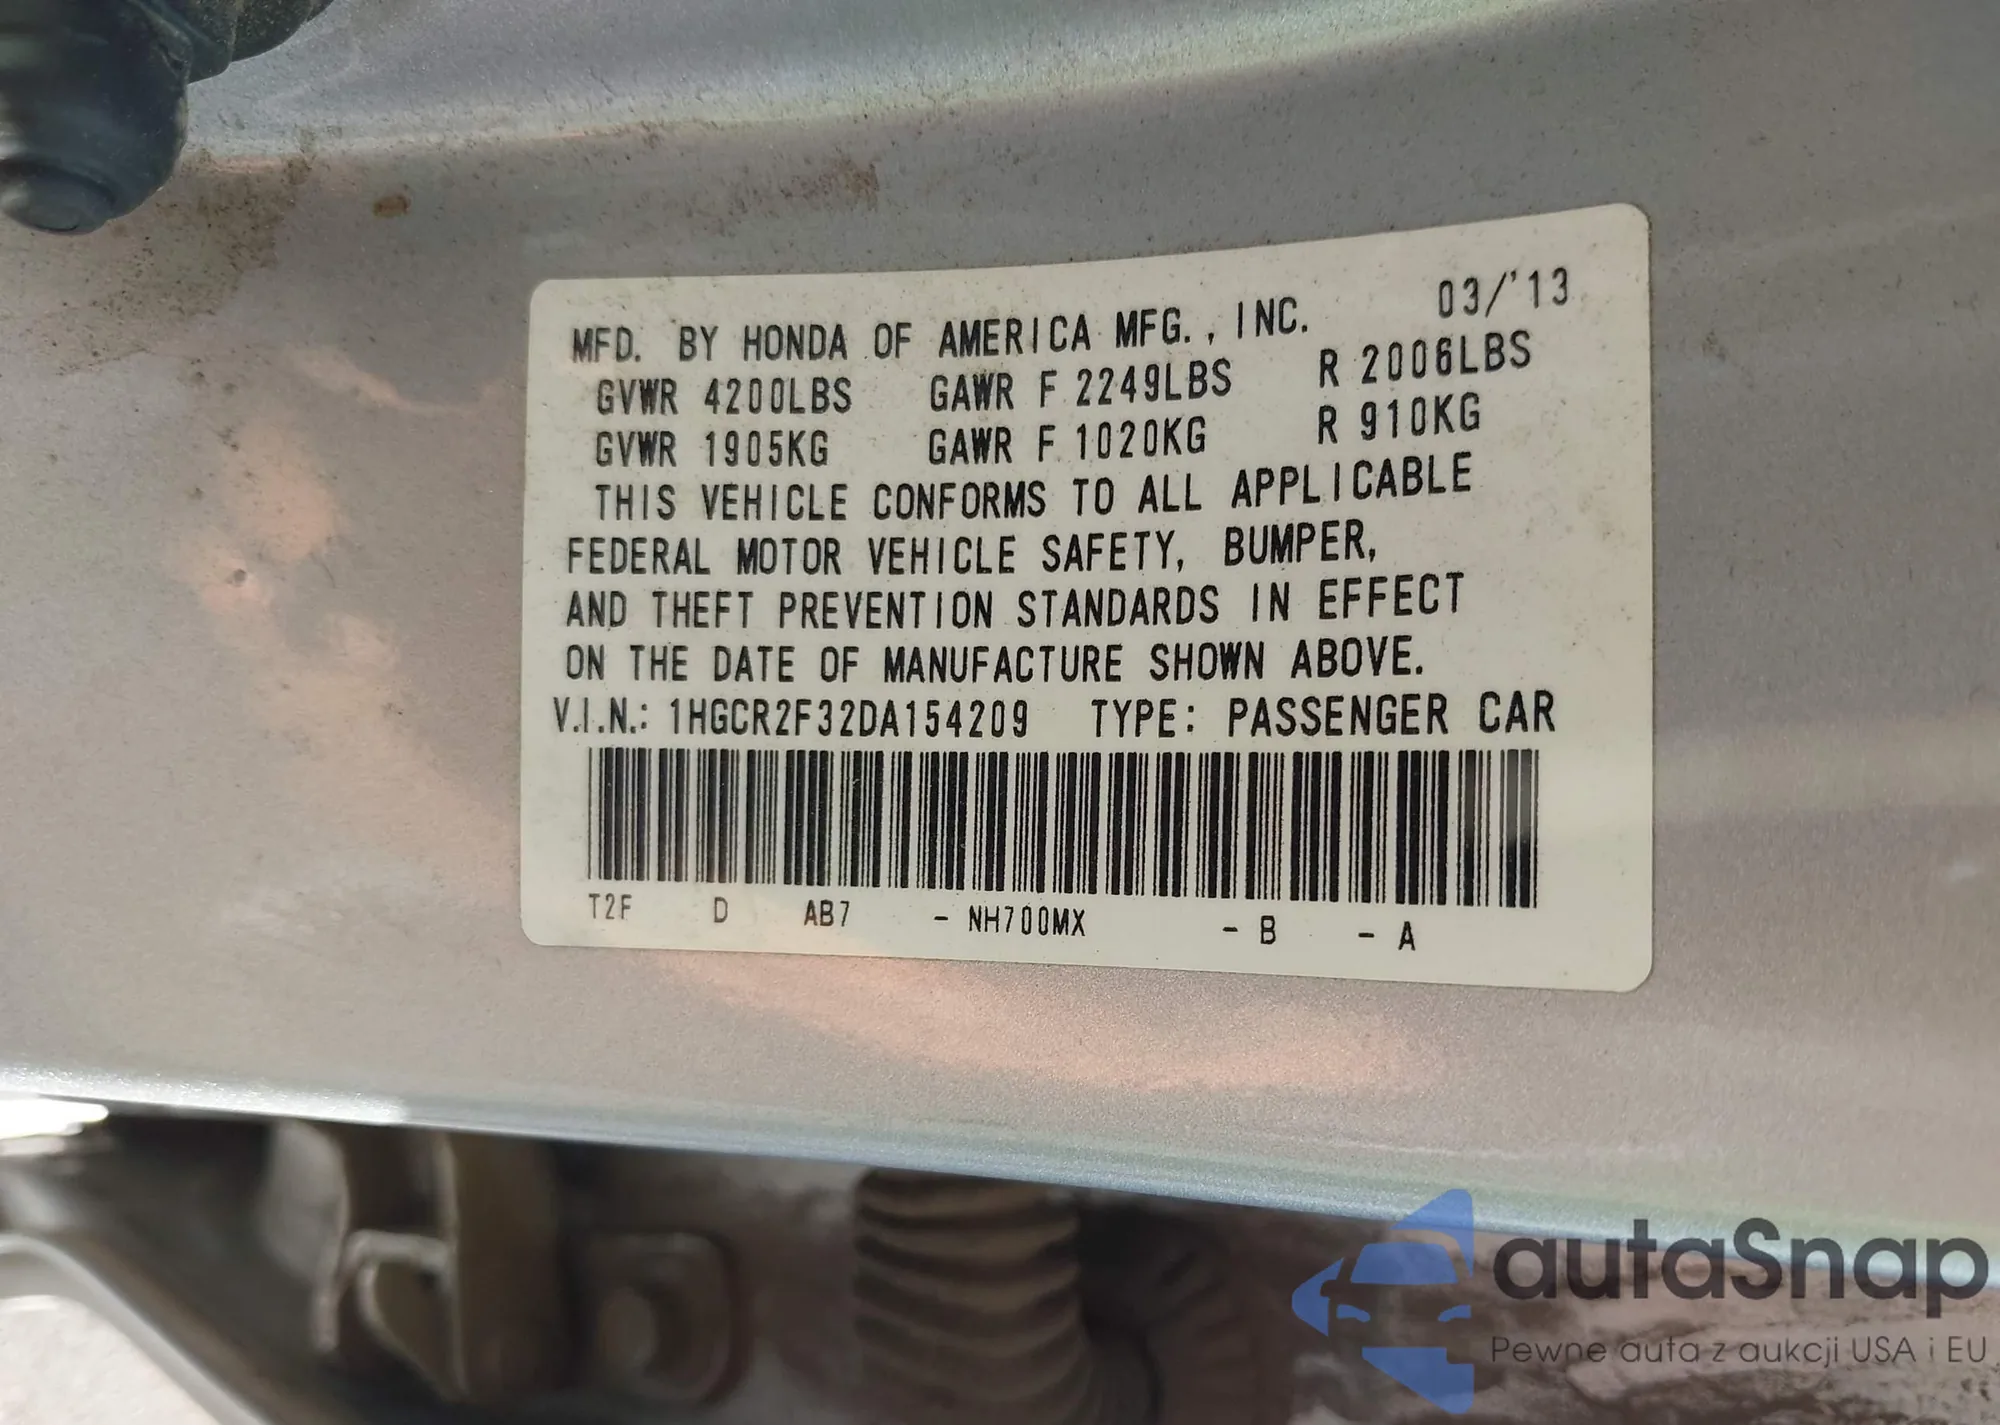 MFD. BY HONDA OF AMERICA MFG., INC. 03/'13
GVWR 4200LBS GAWR F 2249LBS R 2006LBS
GVWR 1905KG GAWR F 1020KG R 910KG
THIS VEHICLE CONFORMS TO ALL APPLICABLE
FEDERAL MOTOR VEHICLE SAFETY, BUMPER,
AND THEFT PREVENTION STANDARDS IN EFFECT
ON THE DATE OF MANUFACTURE SHOWN ABOVE.
V.I.N.: 1HGCR2F32DA154209 TYPE: PASSENGER CAR
T2F D AB7 - NH700MX - B - A
autaSnap
Pewne auta z aukcji USA i EU